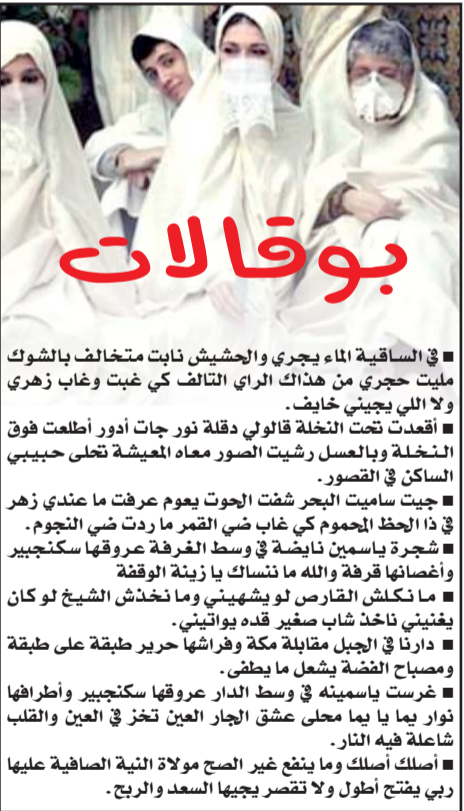 بوقالات
■ في الساقية الماء يجري والحشيش نابت متخالف بالشوك
مليت حجري من هذاك الراي التالف كي غبت وغاب زهري
ولا اللي يجيني خايف.
■ أقعدت تحت النخلة قالولي دقلة نور جات أدور أطلعت فوق
النخلة وبالعسل رشيت الصور معاه المعيشة تحلى حبيبي
الساكن في القصور.
■ جيت ساميت البحر شفت الحوت يعوم عرفت ما عندي زهر
في ذا الحظ المحموم كي غاب ضي القمر ما ردت ضي النجوم.
■ شجرة ياسمين نايضة في وسط الغرفة عروقها سكنجبير
وأغصانها قرفة والله ما ننساك يا زينة الوقفة
■ ما نكلش القارص لو يشهيني وما نخذش الشيخ لو كان
يغنيني ناخذ شاب صغير قده يواتيني.
■ دارنا في الجبل مقابلة مكة وفراشها حرير طبقة على طبقة
ومصباح الفضة يشعل ما يطفى.
■ غرست ياسمينه في وسط الدار عروقها سكنجبير وأطرافها
نوار يما يا يما محلى عشق الجار العين تخز في العين والقلب
شاعلة فيه النار.
■ أصلك أصلك وما ينفع غير الصح مولاة النية الصافية عليها
ربي يفتح أطول ولا تقصر يجيها السعد والربح.